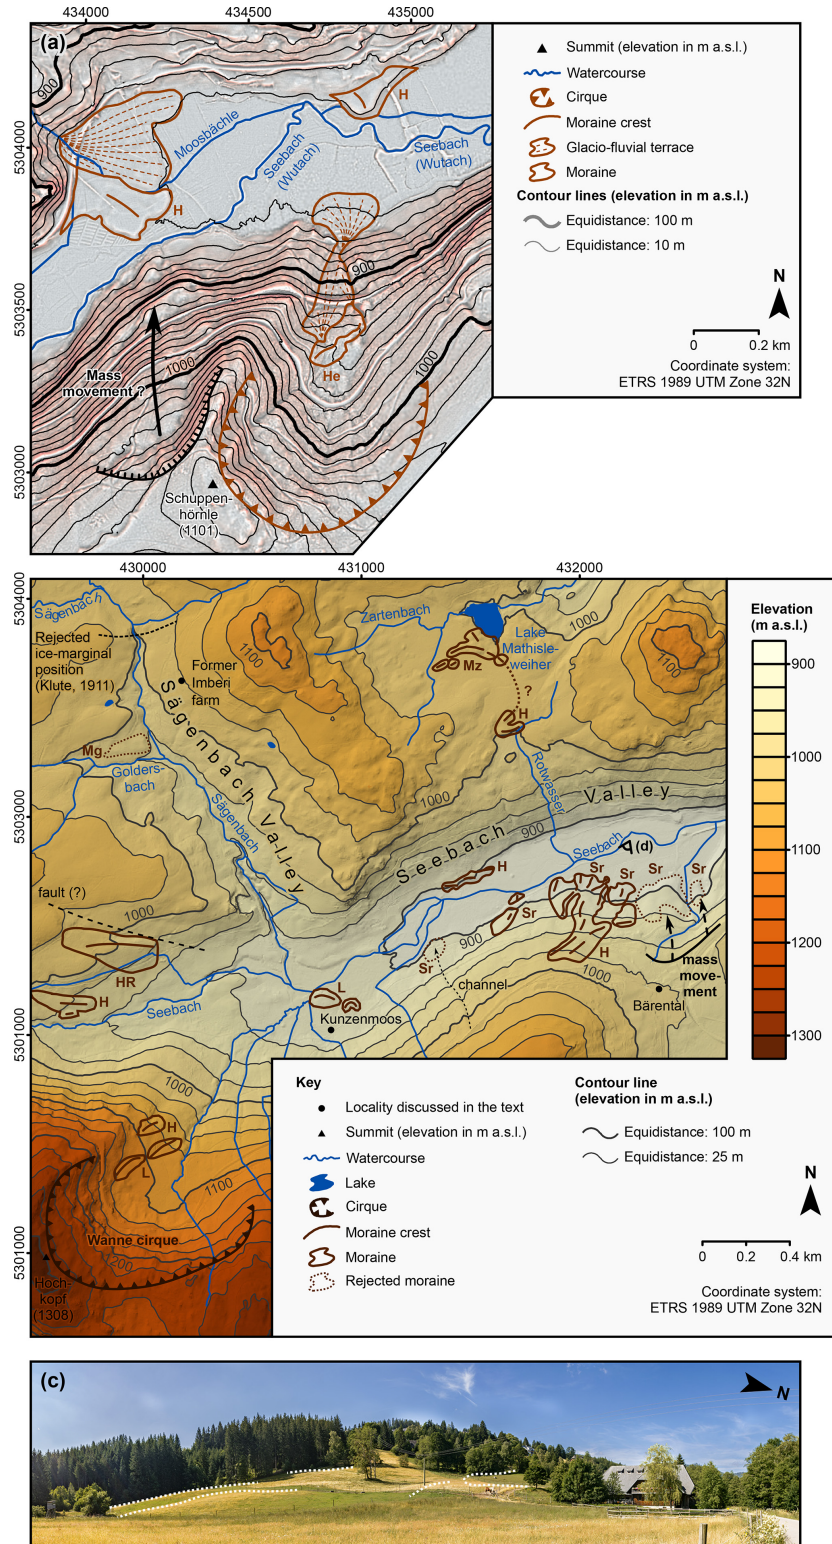 434000 434500 435000
(a)
900
5304000
5303500
5303000
Moosbächle
Seebach
(Wutach)
Seebach
(Wutach)
H
H
900
1000
1000
Mass
movement ?
He
Schuppen-
hörnle
(1101)
Summit (elevation in m a.s.l.)
Watercourse
Cirque
Moraine crest
Glacio-fluvial terrace
Moraine
Contour lines (elevation in m a.s.l.)
Equidistance: 100 m
Equidistance: 10 m
N
0 0.2 km
Coordinate system:
ETRS 1989 UTM Zone 32N
430000 431000 432000
5304000
5303000
5301000
5301000
Sägenbach
Rejected
ice-marginal
position
(Klute, 1911)
Former
Imberi
farm
1100
Zartenbach
Lake
Mathisle-
weiher
Mz
?
H
1000
1100
Mg
Golders-
bach
Sägenbach Valley
Sägenbach
1000
Seebach Valley
900
Rotwasser
Seebach
(d)
fault (?)
1000
HR
H
Seebach
H
Sr
Sr
Sr
Sr
Sr
Sr
900
H
1000
channel
L
Kunzenmoos
mass
move-
ment
Bärental
1000
H
L
1100
Wanne cirque
1200
Hoch-
kopf
(1308)
Elevation
(m a.s.l.)
900
1000
1100
1200
1300
Key
Locality discussed in the text
Summit (elevation in m a.s.l.)
Watercourse
Lake
Cirque
Moraine crest
Moraine
Rejected moraine
Contour line
(elevation in m a.s.l.)
Equidistance: 100 m
Equidistance: 25 m
N
0 0.2 0.4 km
Coordinate system:
ETRS 1989 UTM Zone 32N
(c)
N